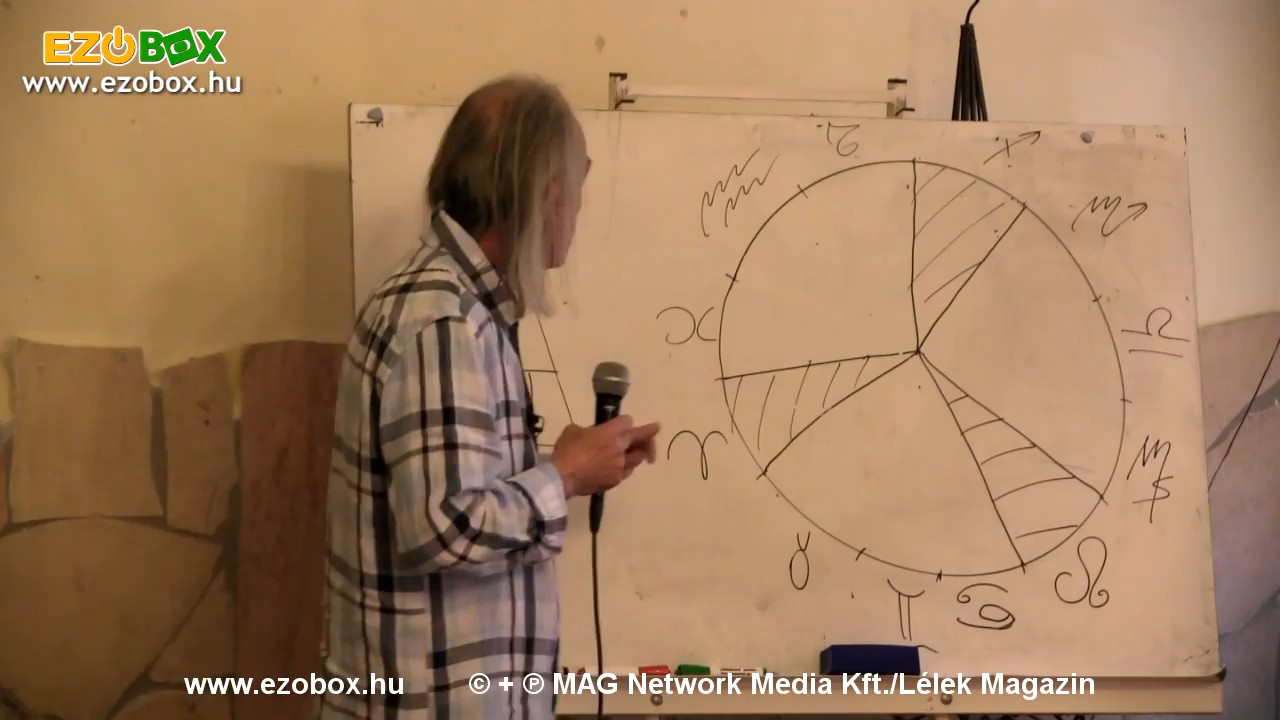 EZOBOX
www.ezobox.hu
♑ ♐
♒ ♏
♓ ♎
♈ ♍
♉ ♌
♊ ♋
www.ezobox.hu © + ℗ MAG Network Media Kft./Lélek Magazin